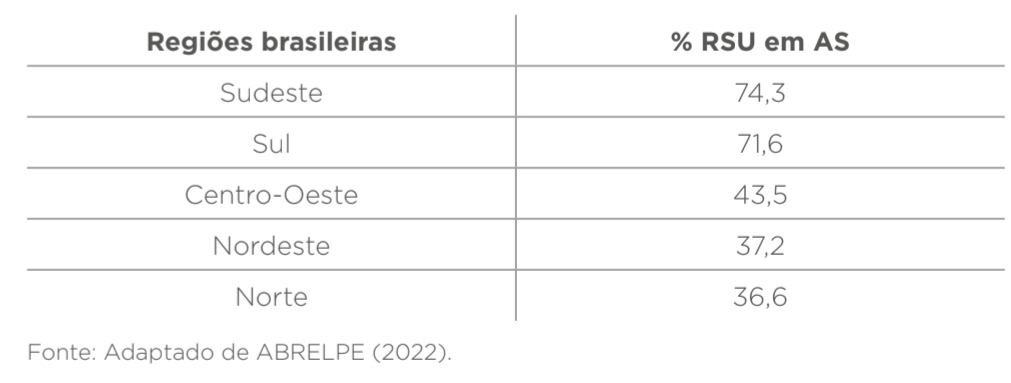 Regiões brasileiras % RSU em AS
Sudeste 74,3
Sul 71,6
Centro-Oeste 43,5
Nordeste 37,2
Norte 36,6
Fonte: Adaptado de ABRELPE (2022).